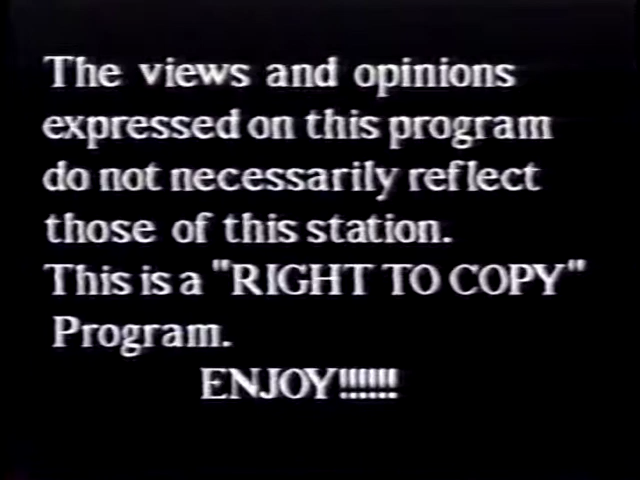 The views and opinions
expressed on this program
do not necessarily reflect
those of this station.
This is a "RIGHT TO COPY"
Program.
ENJOY!!!!!!